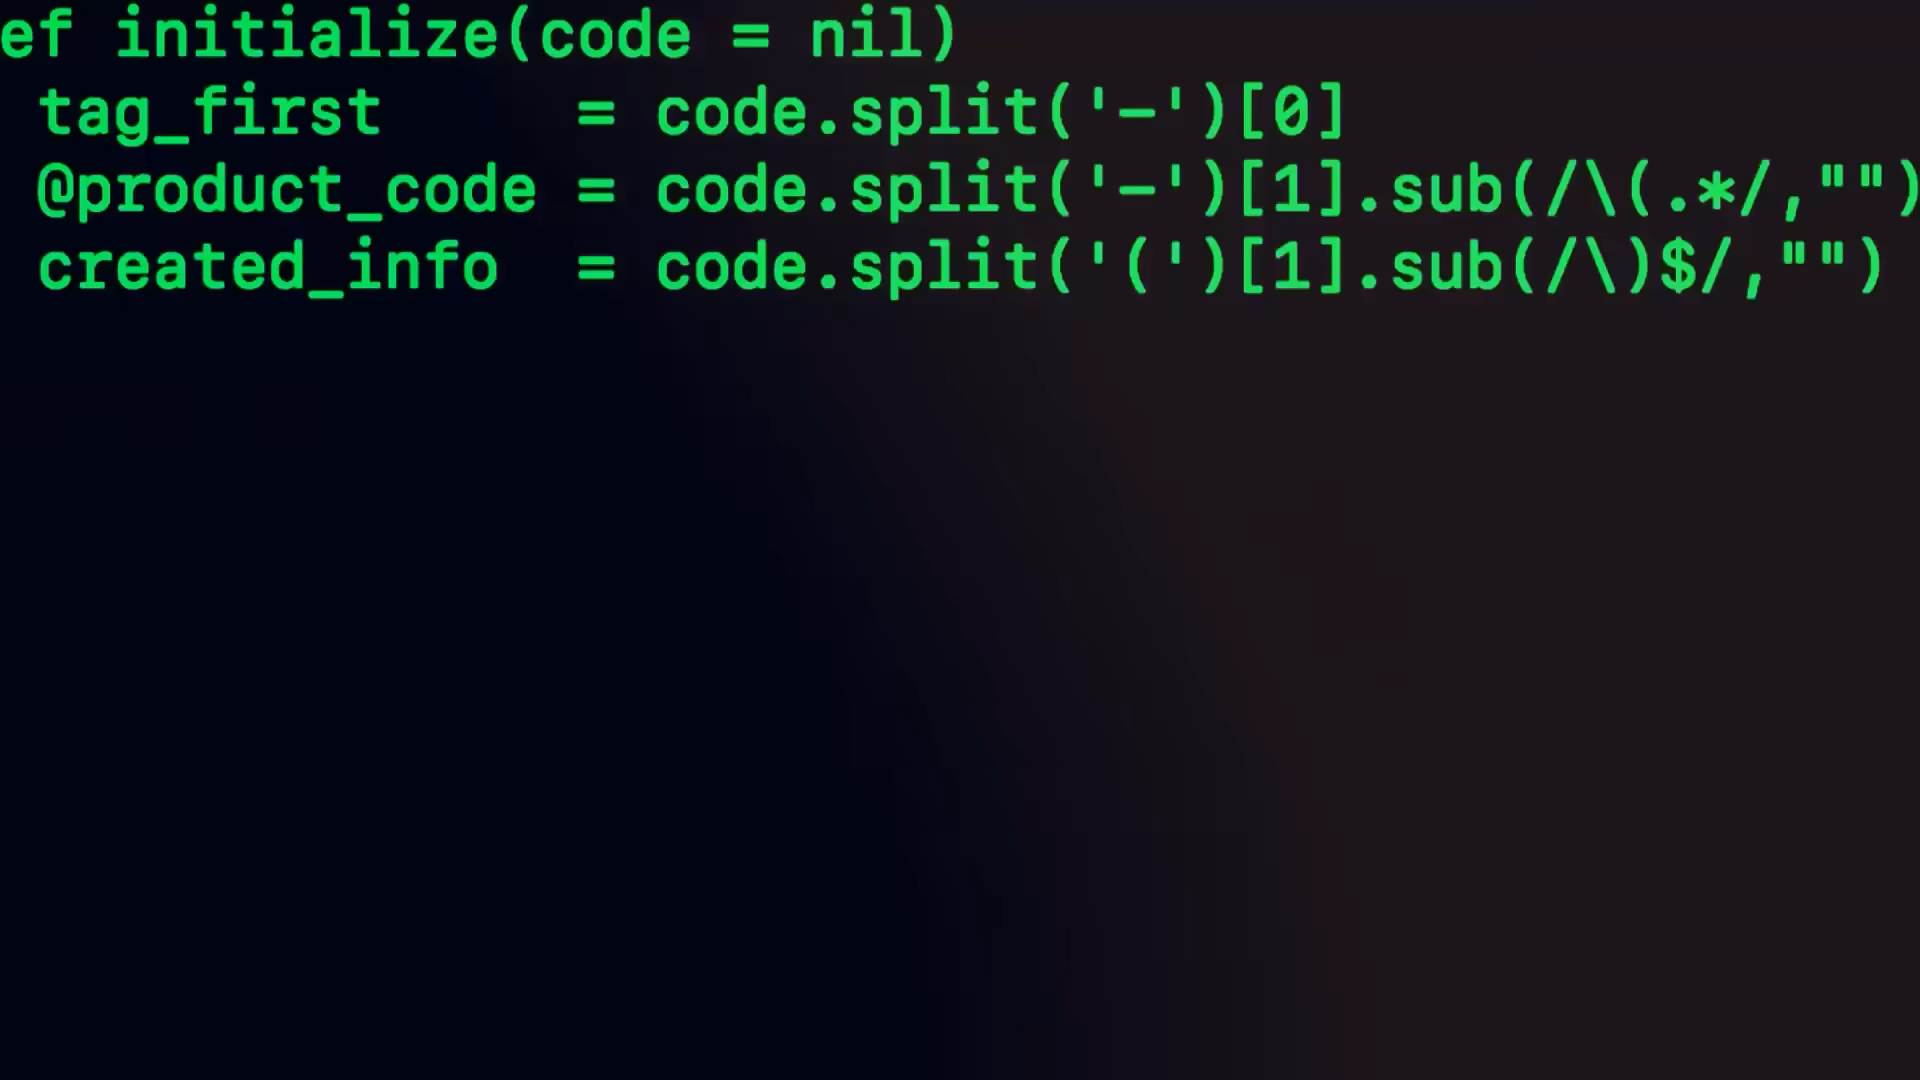 ef initialize(code = nil)
tag_first = code.split('-')[0]
@product_code = code.split('-')[1].sub(/\(.*/,"")
created_info = code.split('(')[1].sub(/\)$/,"")